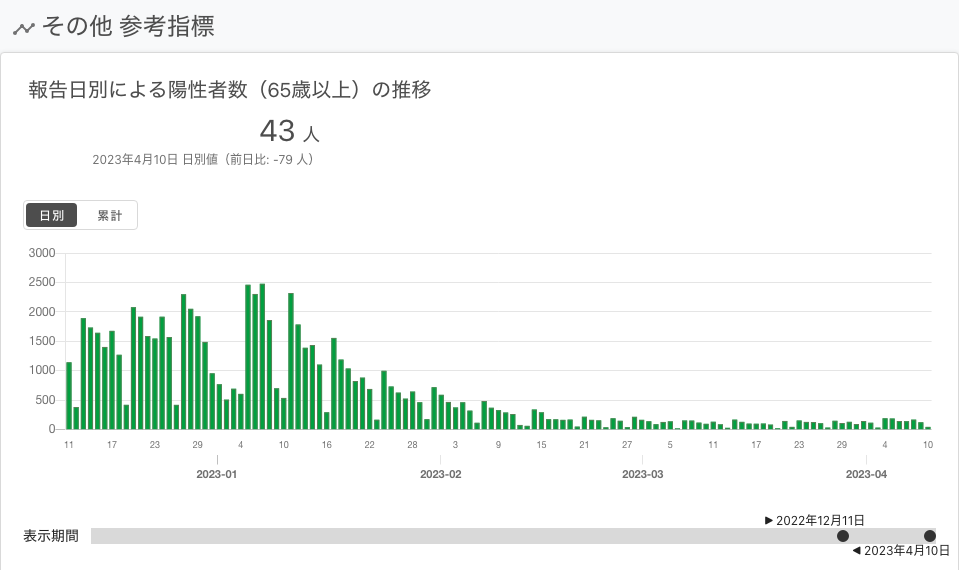 その他 参考指標
報告日別による陽性者数（65歳以上）の推移
43 人
2023年4月10日 日別値（前日比: -79 人）
日別 累計
3000
2500
2000
1500
1000
500
0
11 17 23 29 4 10 16 22 28 3 9 15 21 27 5 11 17 23 29 4 10
2023-01 2023-02 2023-03 2023-04
▶ 2022年12月11日
表示期間
◀ 2023年4月10日